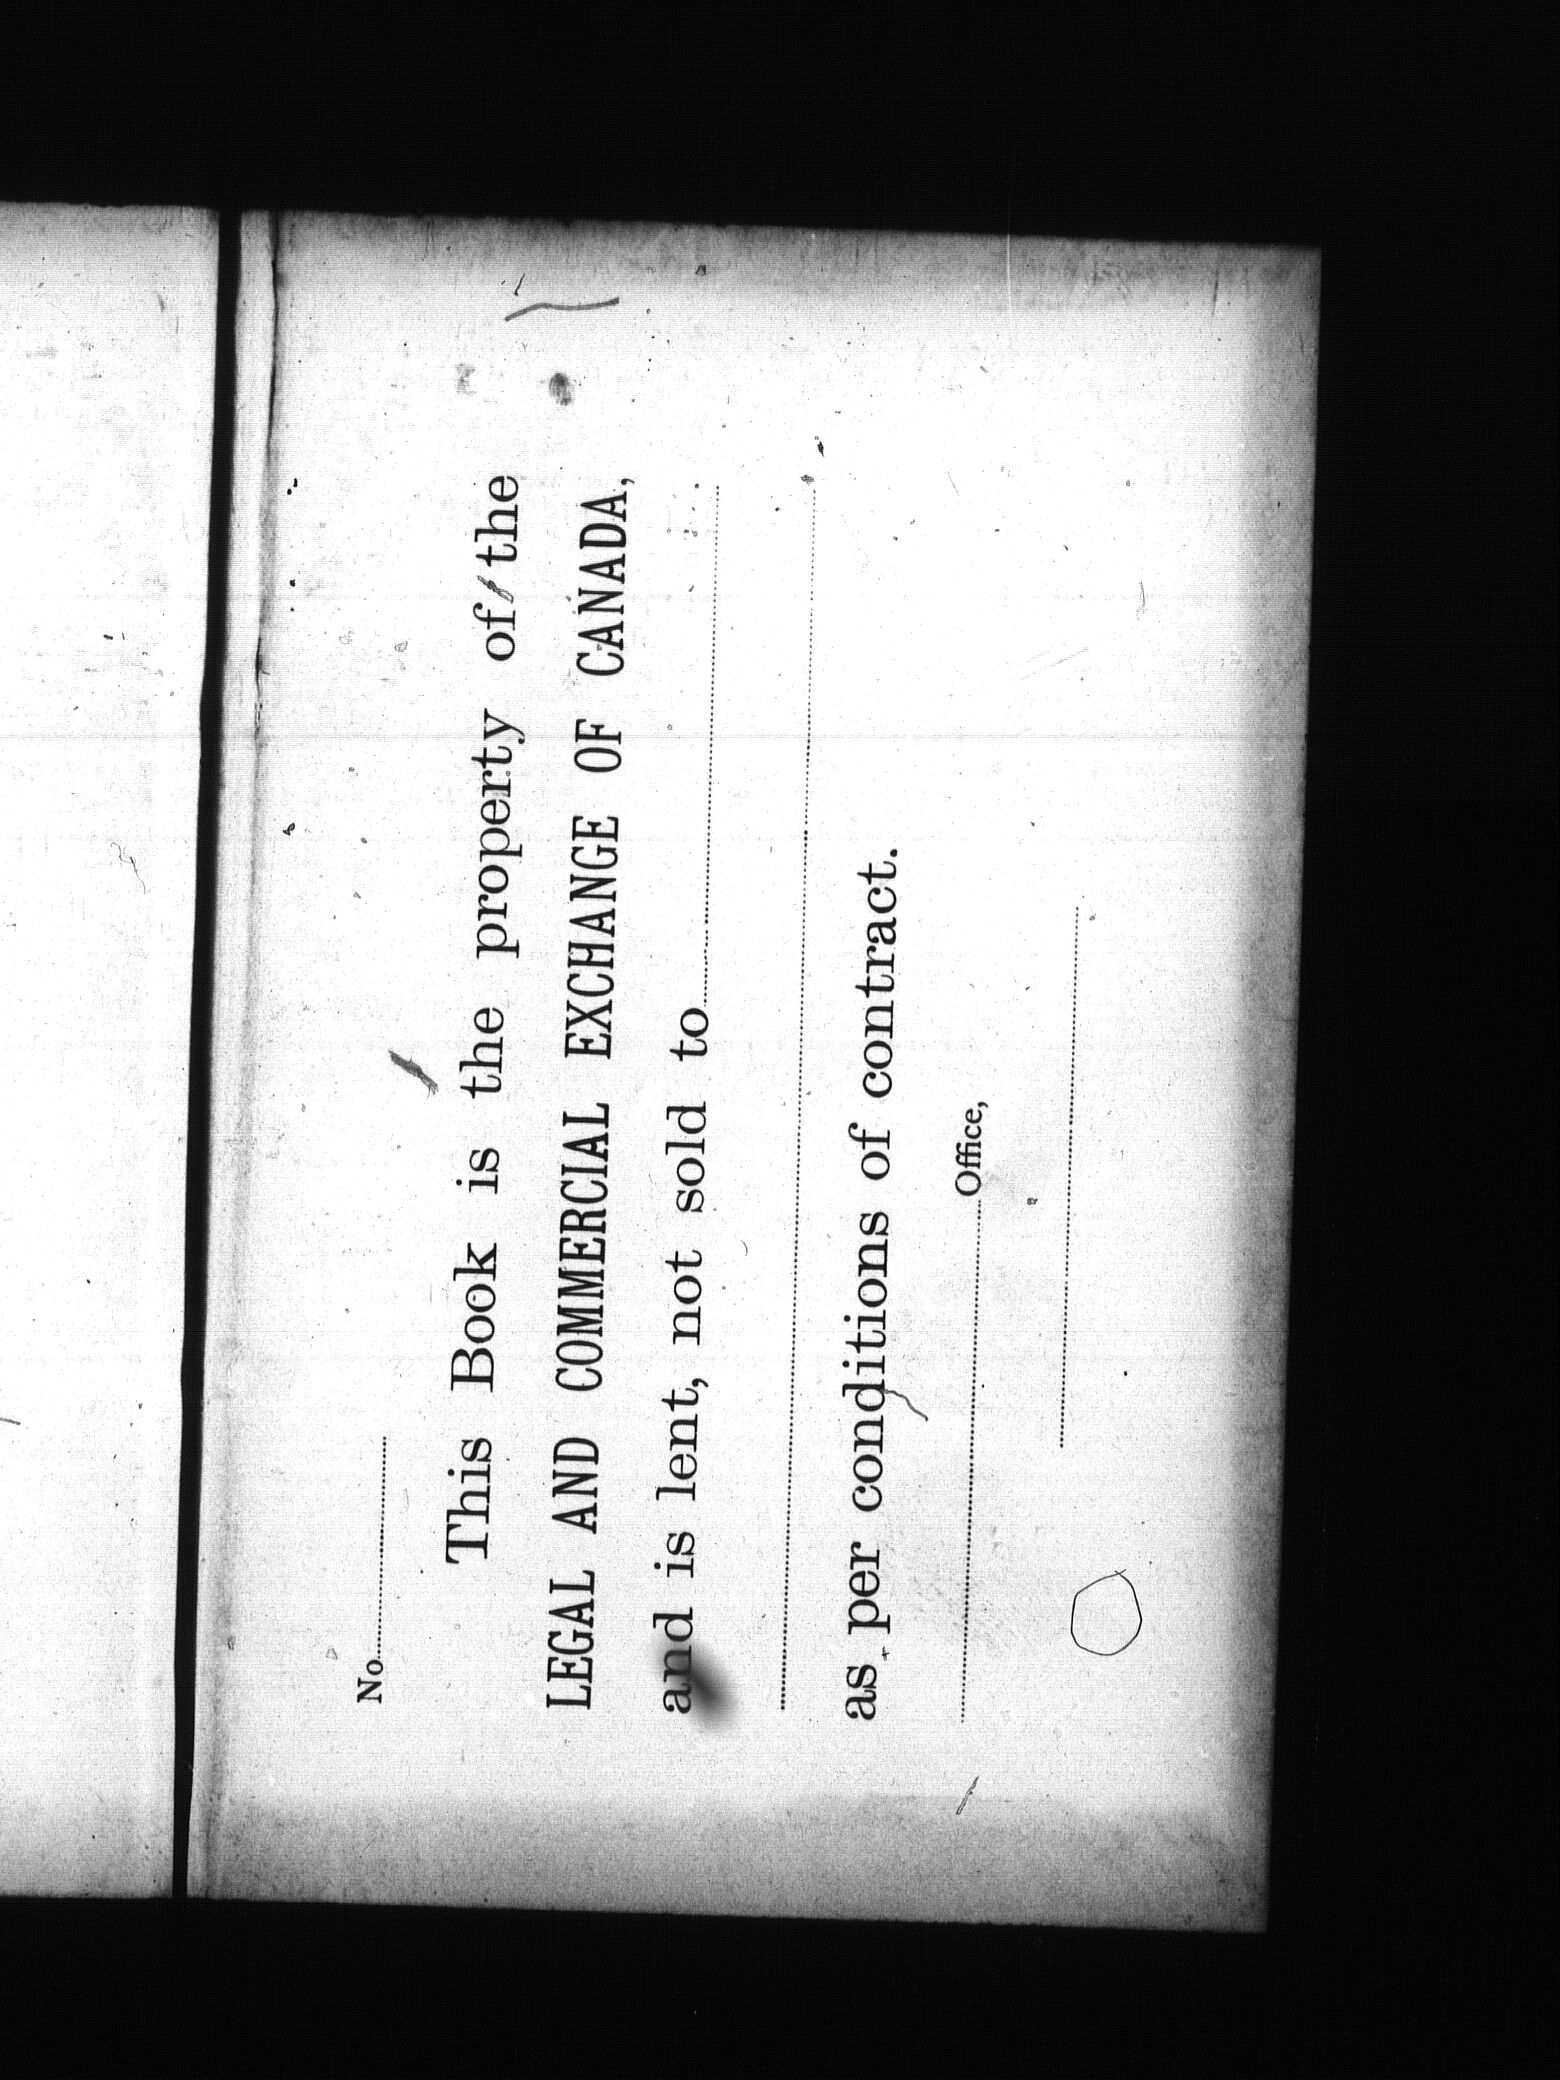 No.
This Book is the property of the
LEGAL AND COMMERCIAL EXCHANGE OF CANADA,
and is lent, not sold to
as per conditions of contract.
Office,